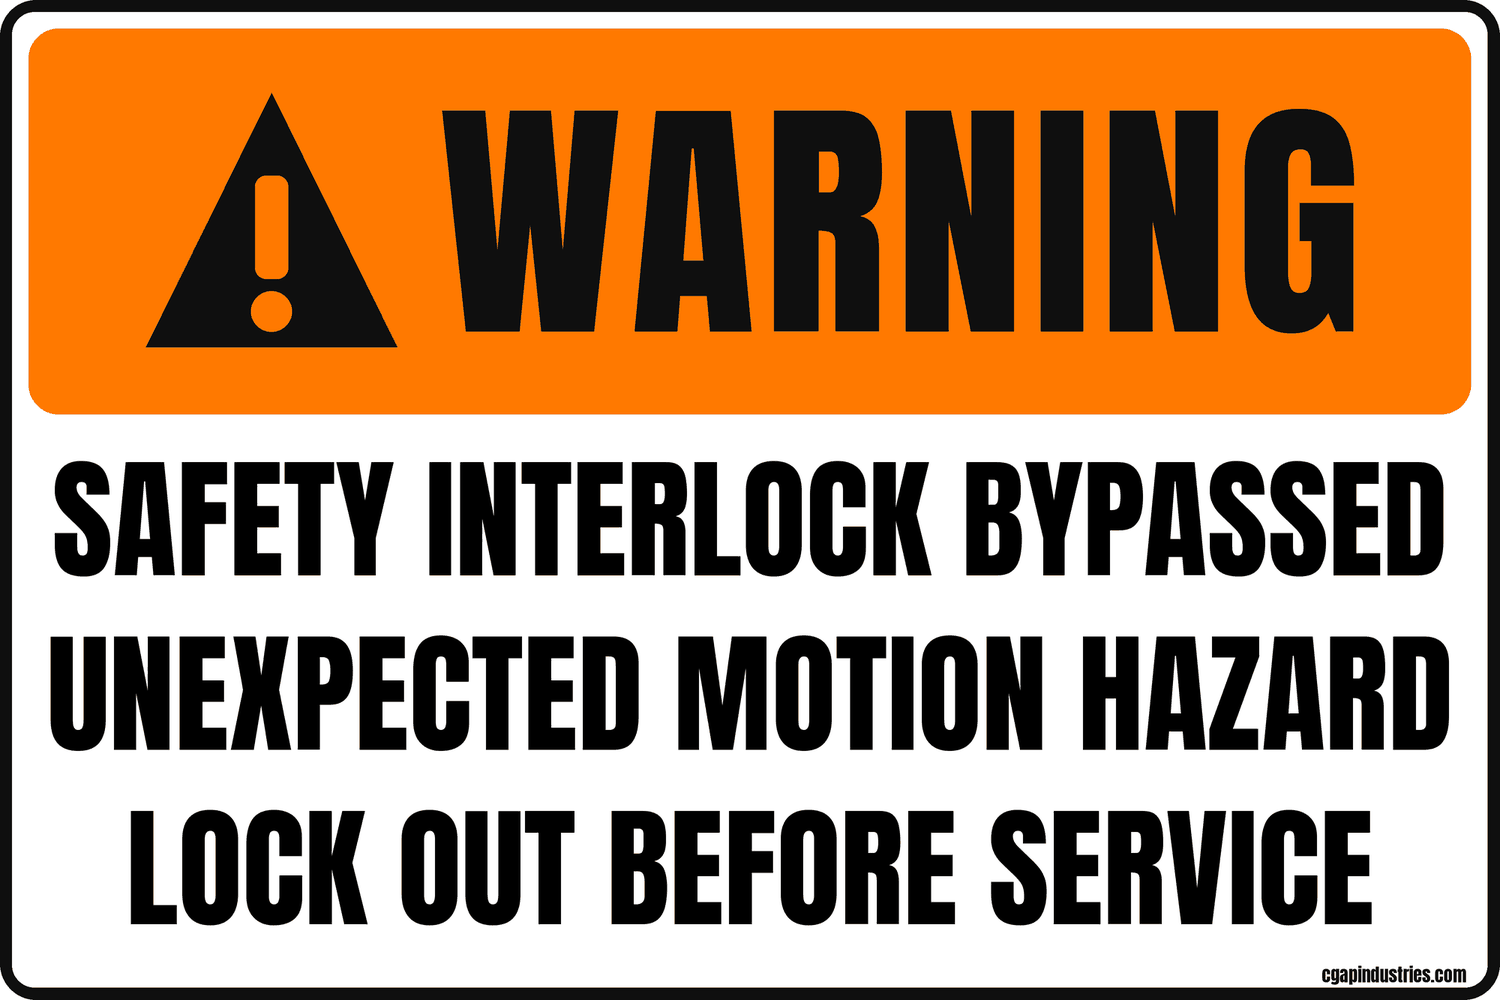 WARNING
SAFETY INTERLOCK BYPASSED
UNEXPECTED MOTION HAZARD
LOCK OUT BEFORE SERVICE
cgapindustries.com